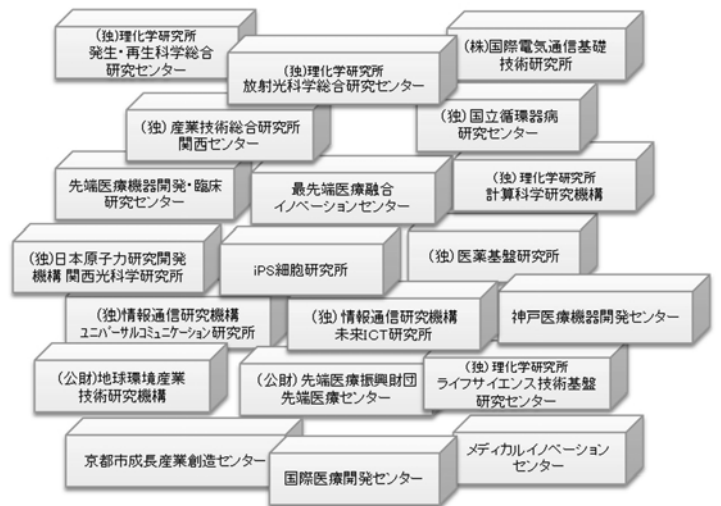 (独)理化学研究所
発生・再生科学総合
研究センター
(独)理化学研究所
放射光科学総合研究センター
(株)国際電気通信基礎
技術研究所
(独)産業技術総合研究所
関西センター
(独)国立循環器病
研究センター
先端医療機器開発・臨床
研究センター
最先端医療融合
イノベーションセンター
(独)理化学研究所
計算科学研究機構
(独)日本原子力研究開発
機構 関西光科学研究所
iPS細胞研究所
(独)医薬基盤研究所
(独)情報通信研究機構
ユニバーサルコミュニケーション研究所
(独)情報通信研究機構
未来ICT研究所
神戸医療機器開発センター
(公財)地球環境産業
技術研究機構
(公財)先端医療振興財団
先端医療センター
(独)理化学研究所
ライフサイエンス技術基盤
研究センター
京都市成長産業創造センター
国際医療開発センター
メディカルイノベーション
センター